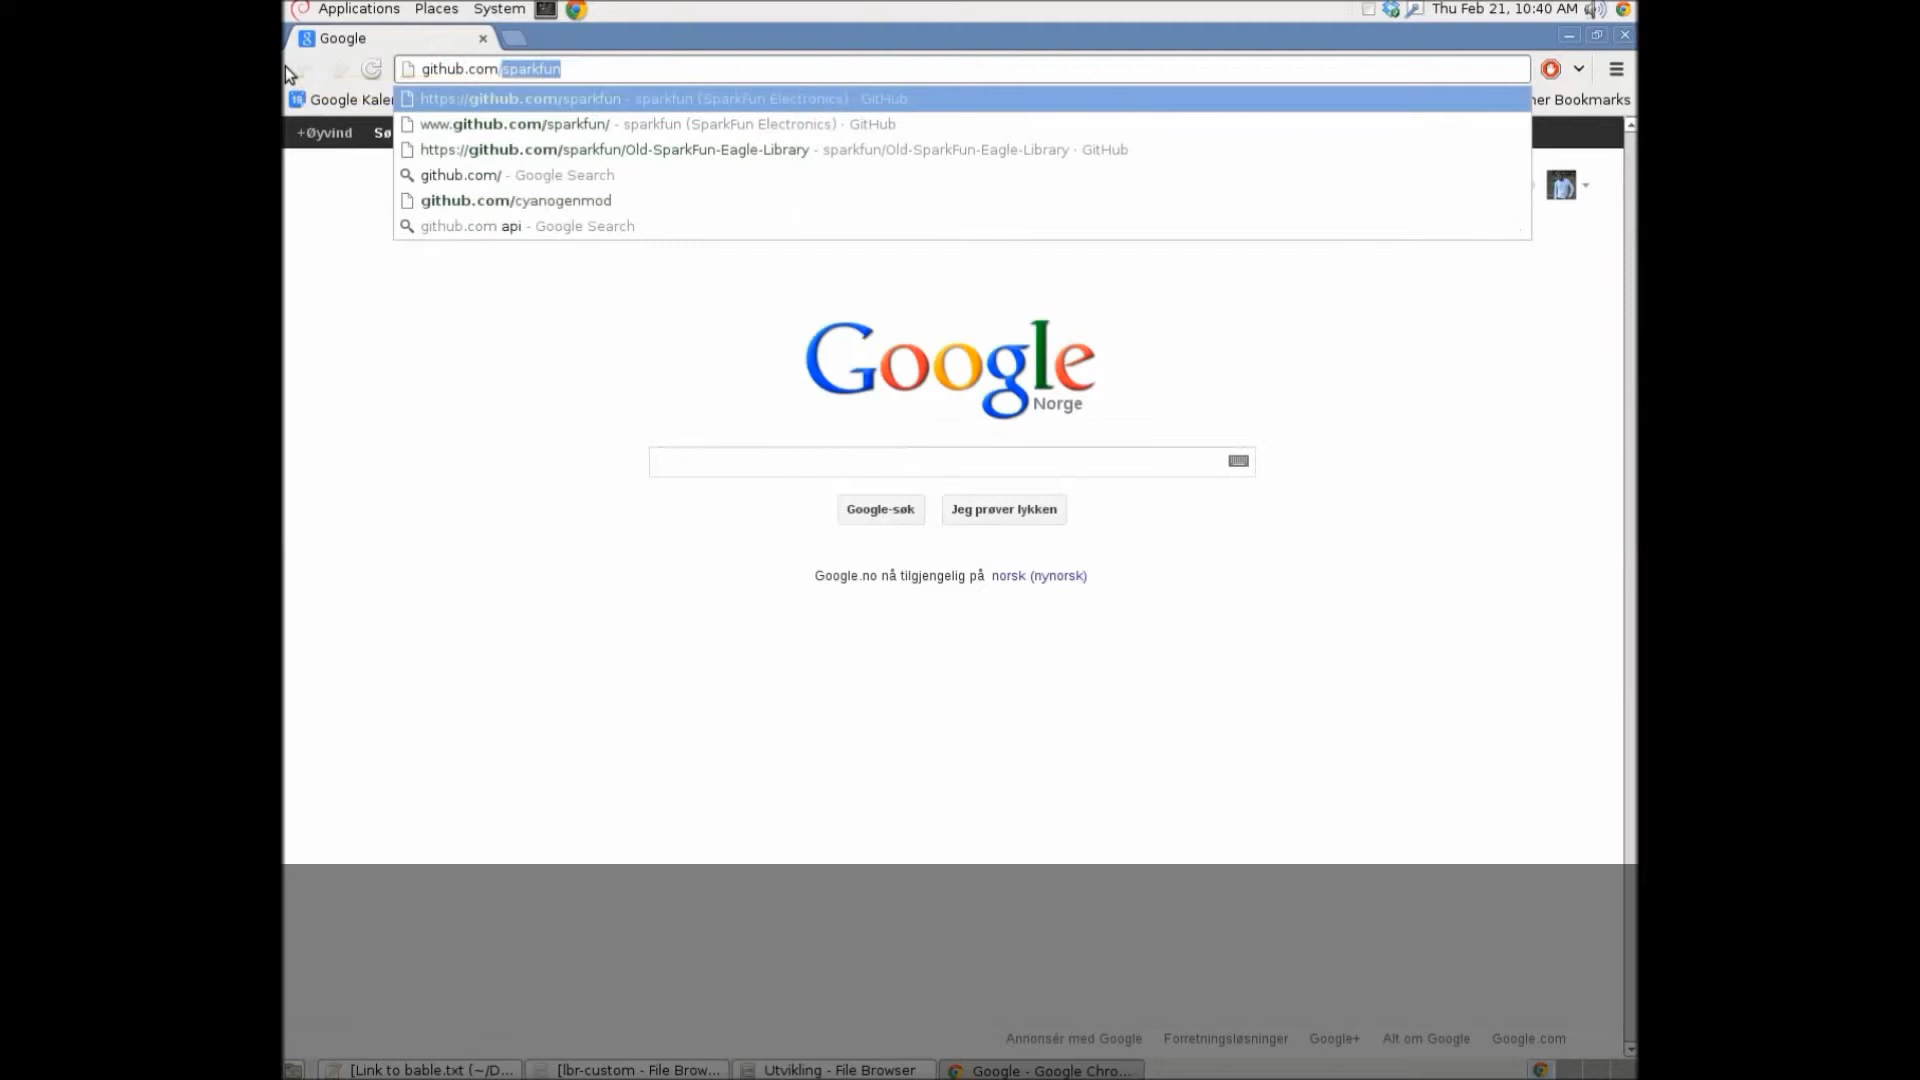 Applications Places System Thu Feb 21, 10:40 AM
Google
github.com/sparkfun
Google Kale
https://github.com/sparkfun - sparkfun (SparkFun Electronics) · GitHub
her Bookmarks
+Øyvind Sø
www.github.com/sparkfun/ - sparkfun (SparkFun Electronics) · GitHub
https://github.com/sparkfun/Old-SparkFun-Eagle-Library - sparkfun/Old-SparkFun-Eagle-Library · GitHub
github.com/ - Google Search
github.com/cyanogenmod
github.com api - Google Search
Google
Norge
Google-søk Jeg prøver lykken
Google.no nå tilgjengelig på norsk (nynorsk)
Annonsér med Google Forretningsløsninger Google+ Alt om Google Google.com
[Link to bable.txt (~/D... [lbr-custom - File Brow... Utvikling - File Browser Google - Google Chro...